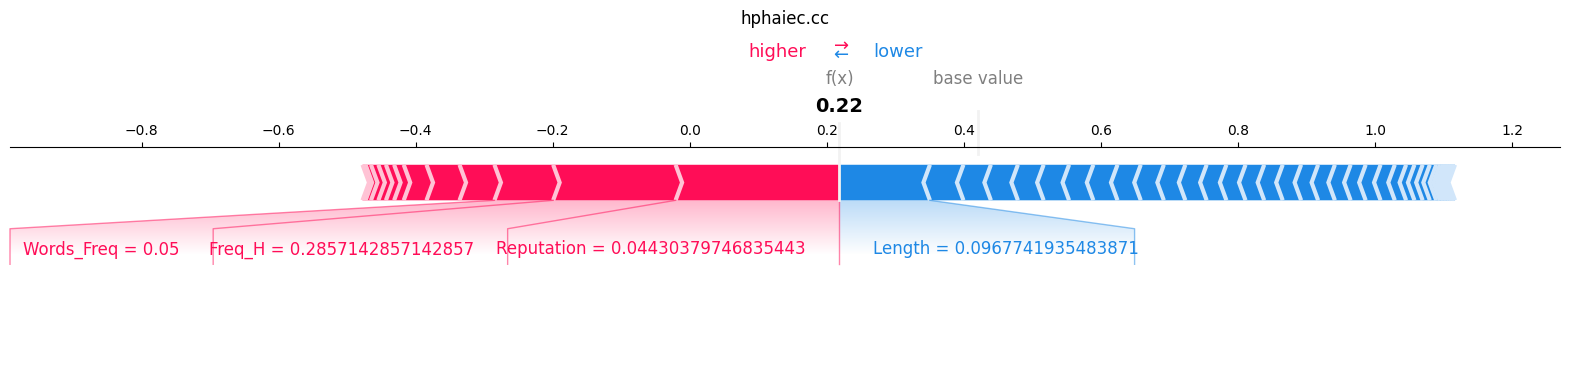 hphaiec.cc
higher ⇄ lower
f(x) base value
0.22
−0.8 −0.6 −0.4 −0.2 0.0 0.2 0.4 0.6 0.8 1.0 1.2
Words_Freq = 0.05 Freq_H = 0.2857142857142857 Reputation = 0.04430379746835443 Length = 0.0967741935483871